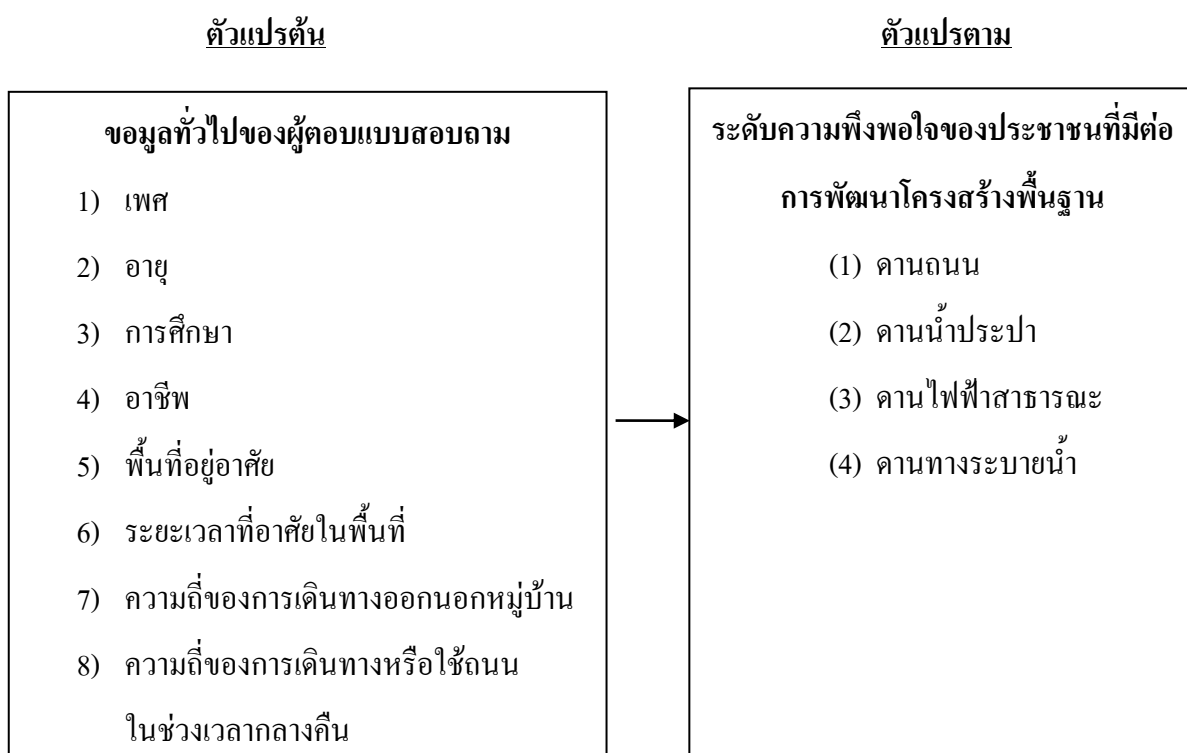 ตัวแปรต้น
ตัวแปรตาม
ขอมูลทั่วไปของผู้ตอบแบบสอบถาม
1) เพศ
2) อายุ
3) การศึกษา
4) อาชีพ
5) พื้นที่อยู่อาศัย
6) ระยะเวลาที่อาศัยในพื้นที่
7) ความถี่ของการเดินทางออกนอกหมู่บ้าน
8) ความถี่ของการเดินทางหรือใช้ถนน
ในช่วงเวลากลางคืน
ระดับความพึงพอใจของประชาชนที่มีต่อ
การพัฒนาโครงสร้างพื้นฐาน
(1) ดานถนน
(2) ดานน้ำประปา
(3) ดานไฟฟ้าสาธารณะ
(4) ดานทางระบายน้ำ